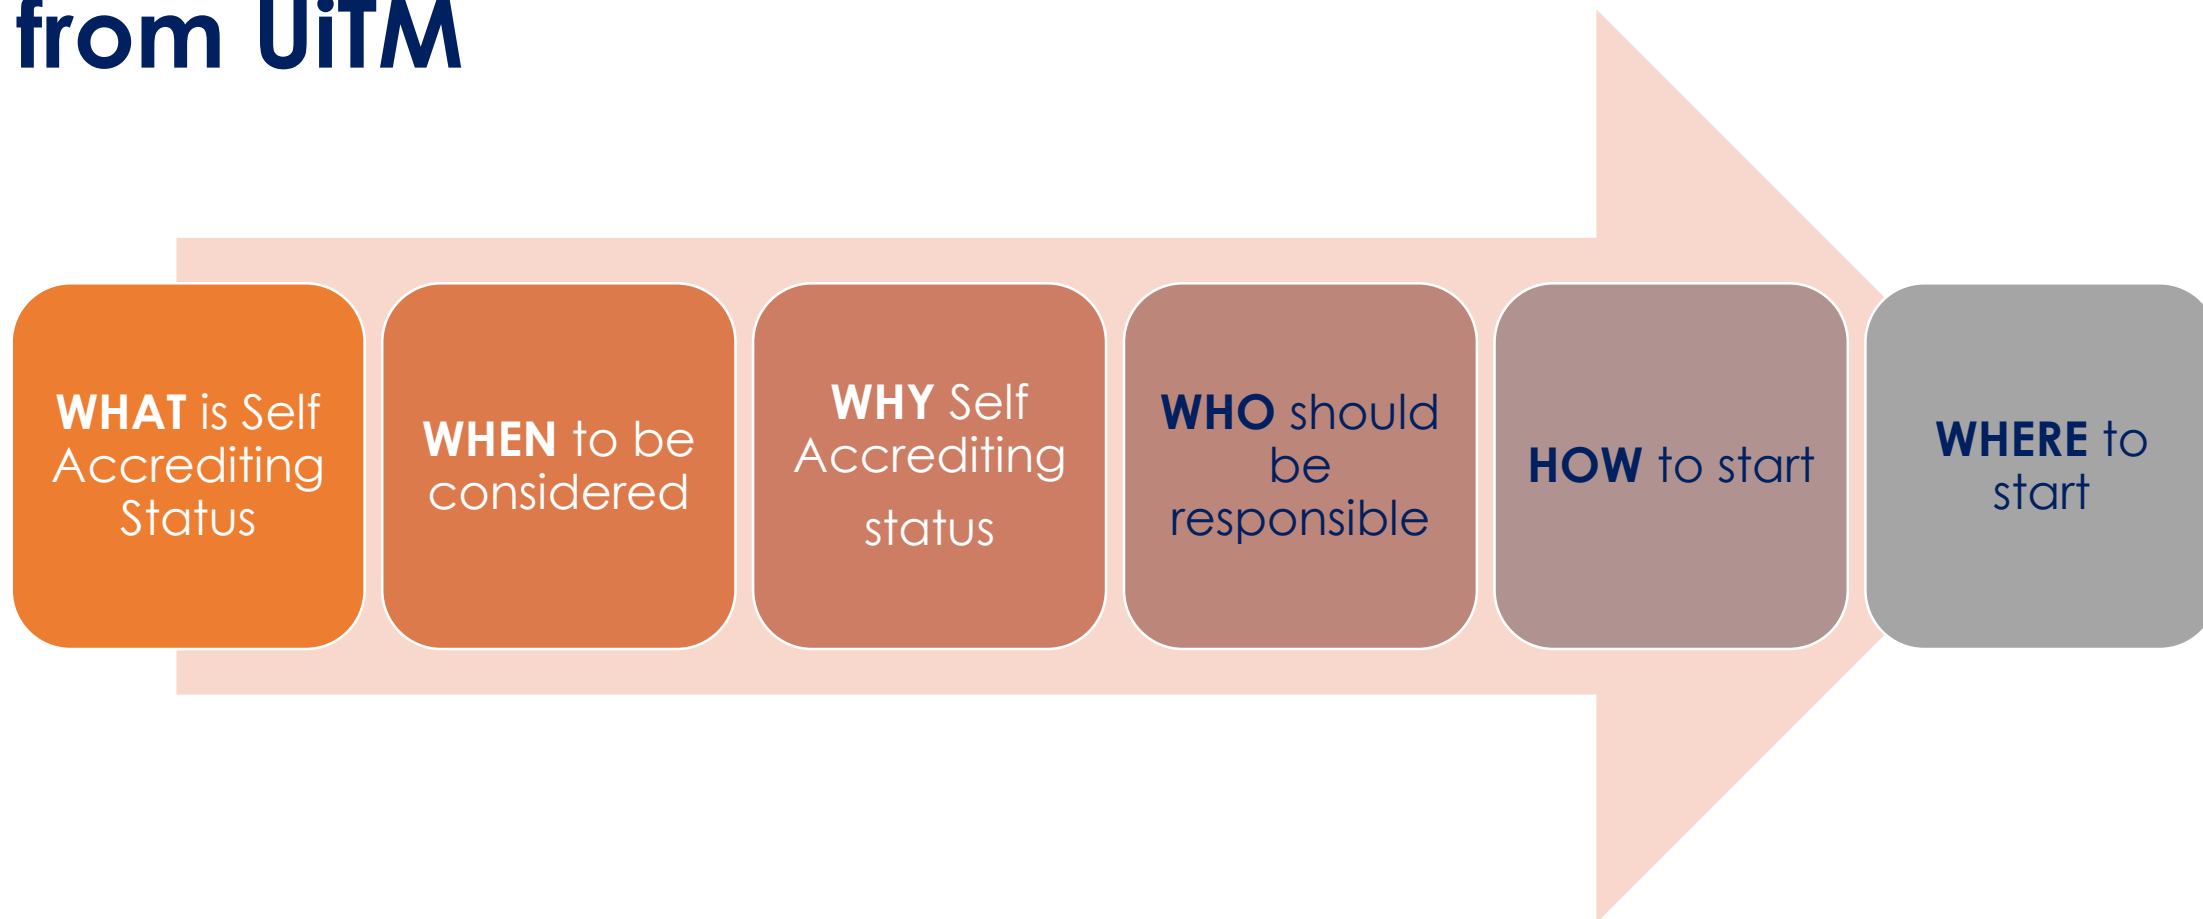 from UiTM
WHAT is Self
Accrediting
Status
WHEN to be
considered
WHY Self
Accrediting
status
WHO should
be
responsible
HOW to start
WHERE to
start